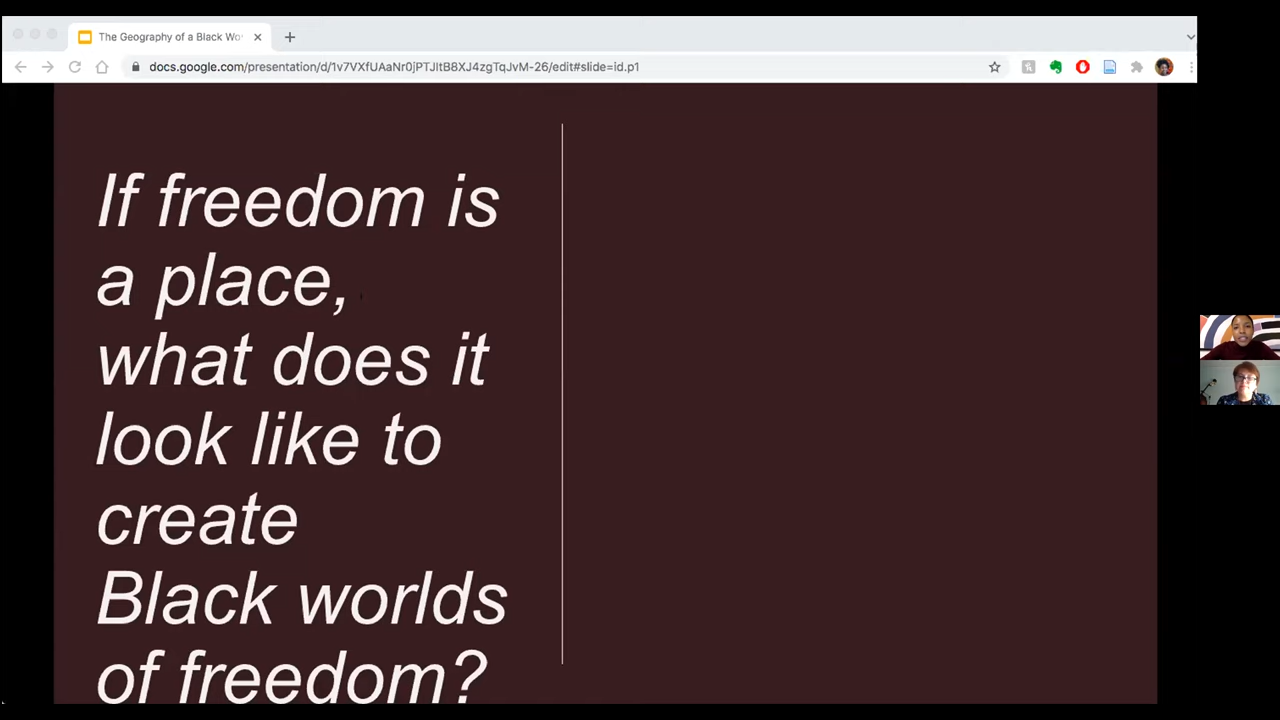 The Geography of a Black Wo
docs.google.com/presentation/d/1v7VXfUAaNr0jPTJItB8XJ4zgTqJvM-26/edit#slide=id.p1
If freedom is
a place,
what does it
look like to
create
Black worlds
of freedom?